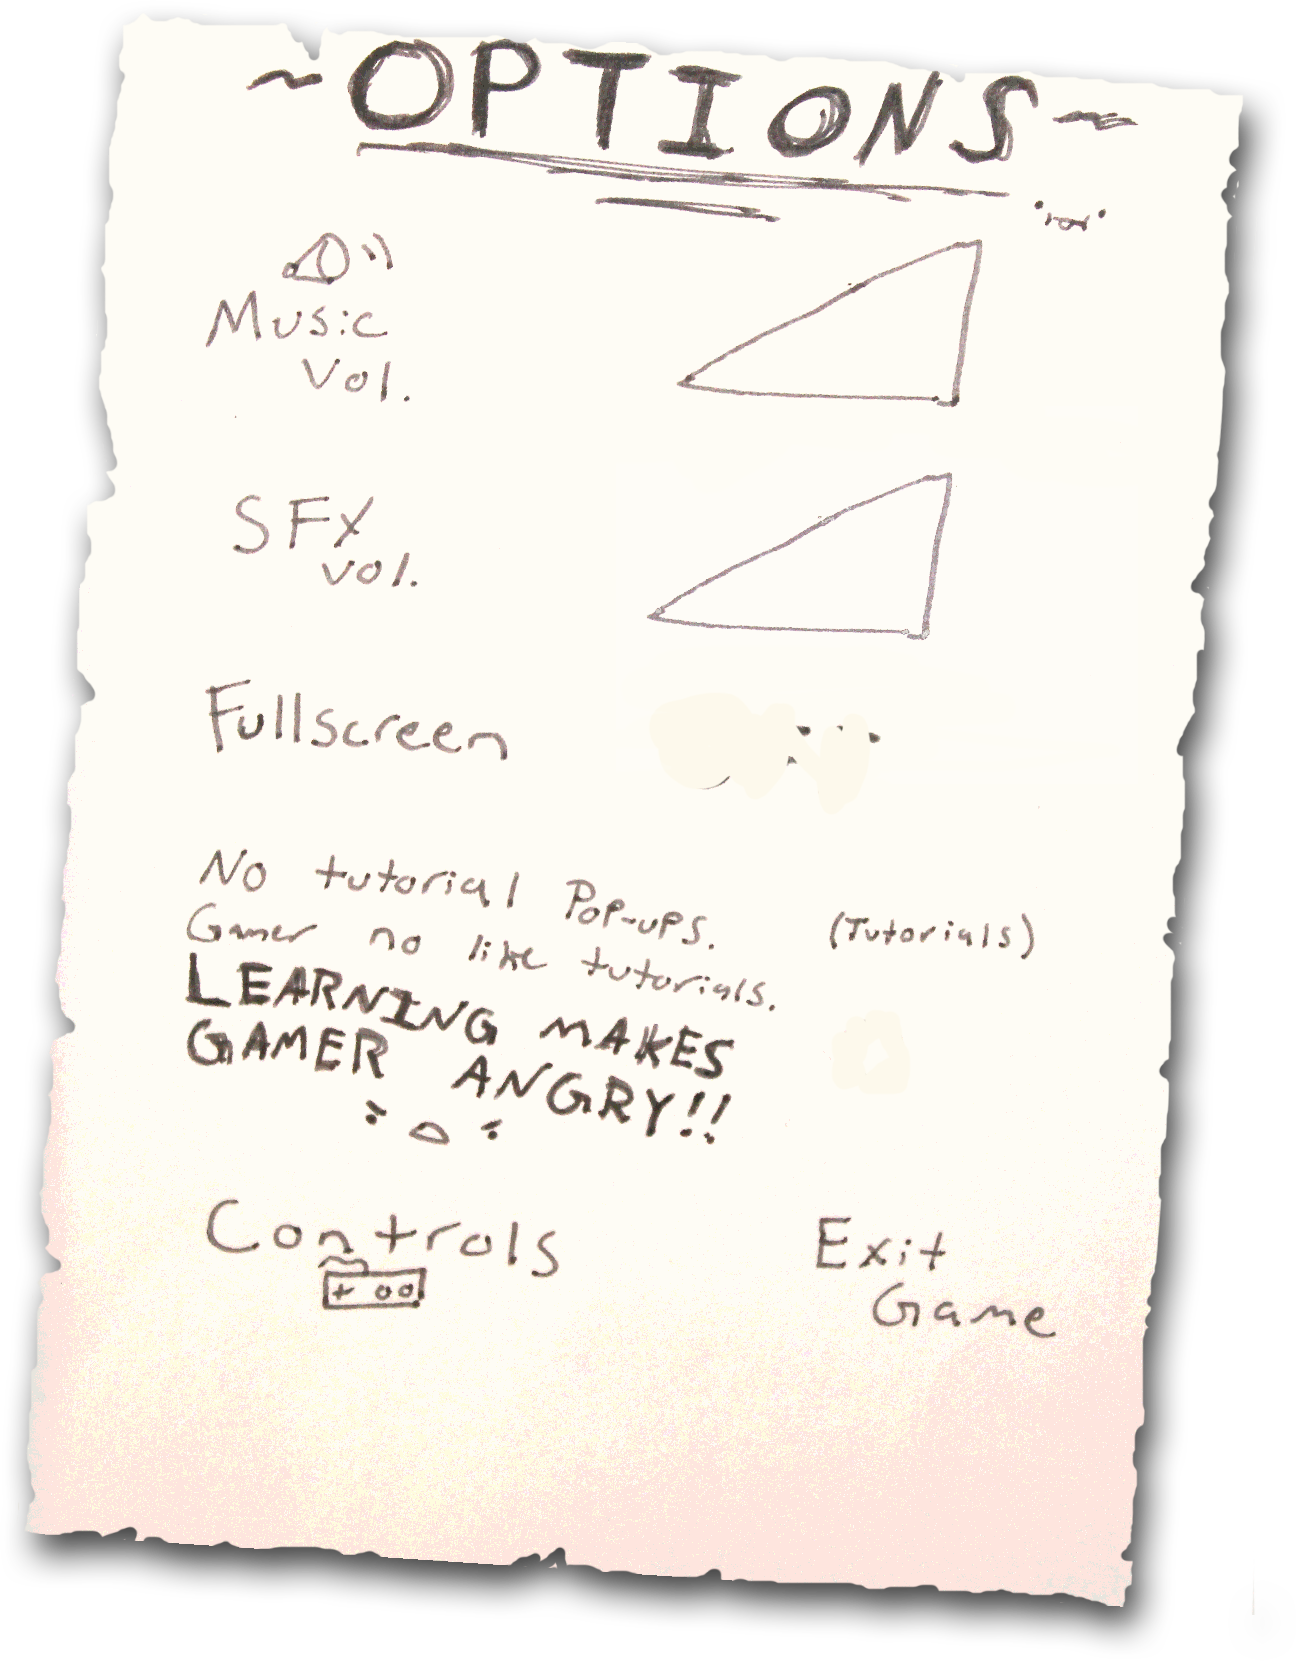 ~OPTIONS~
Music
Vol.
SFX
vol.
Fullscreen
No tutorial Pop-ups.
(Tutorials)
Gamer no like tutorials.
LEARNING MAKES
GAMER ANGRY!!
Controls
Exit
Game